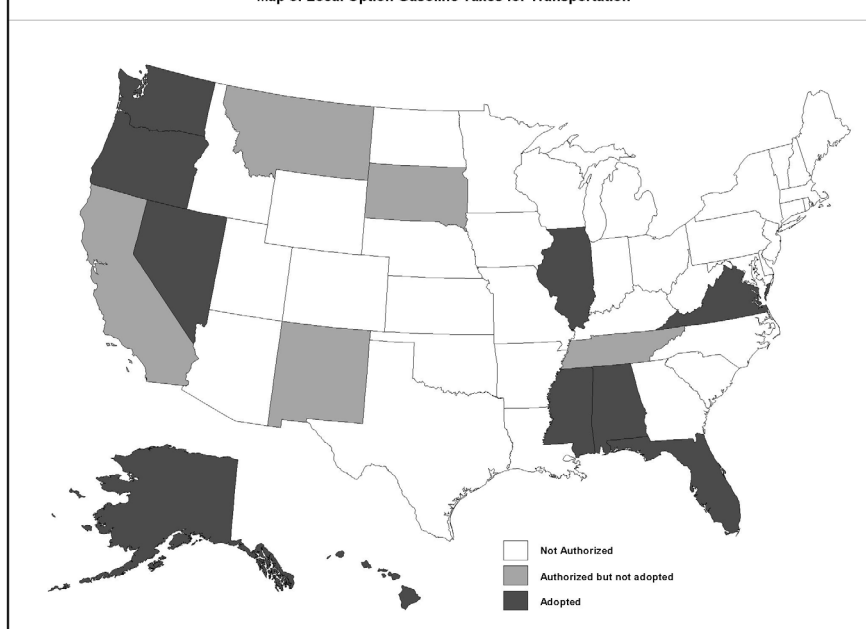 Map of Local Option Gasoline Taxes for Transportation
Not Authorized
Authorized but not adopted
Adopted